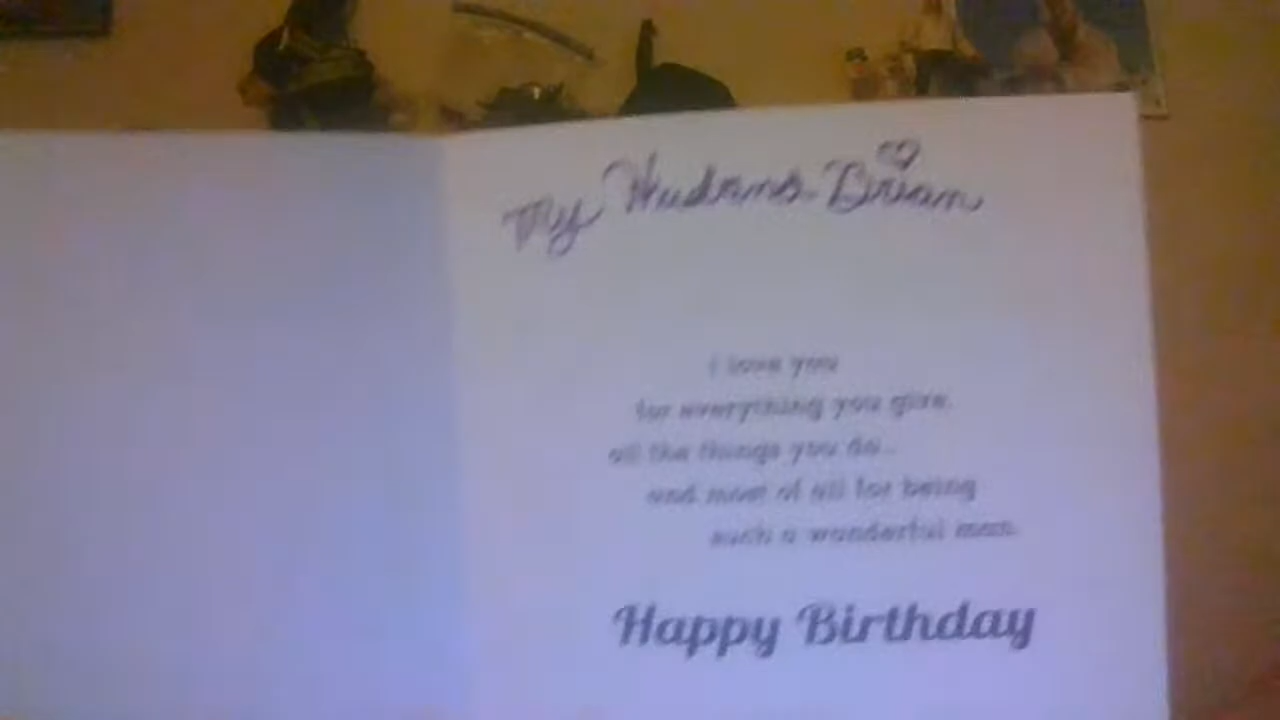 My Husband Brian
I love you
for everything you give,
all the things you do...
and most of all for being
such a wonderful man.
Happy Birthday